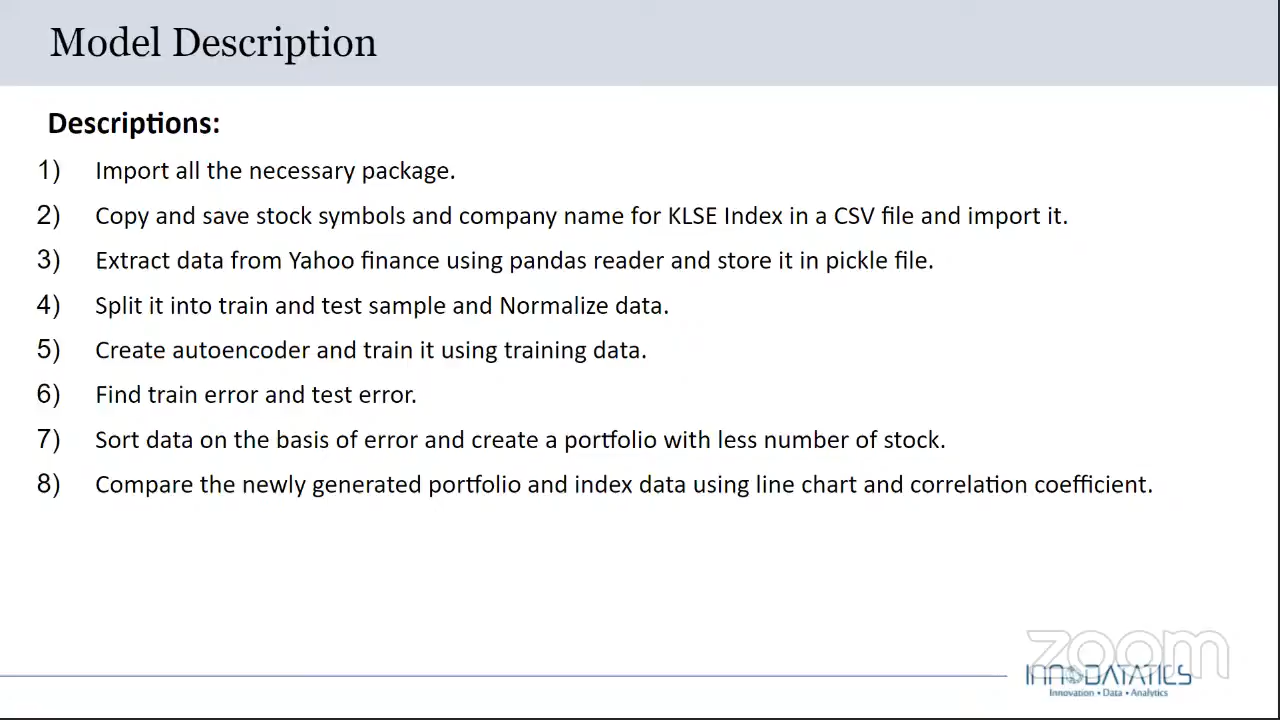 Model Description
Descriptions:
1) Import all the necessary package.
2) Copy and save stock symbols and company name for KLSE Index in a CSV file and import it.
3) Extract data from Yahoo finance using pandas reader and store it in pickle file.
4) Split it into train and test sample and Normalize data.
5) Create autoencoder and train it using training data.
6) Find train error and test error.
7) Sort data on the basis of error and create a portfolio with less number of stock.
8) Compare the newly generated portfolio and index data using line chart and correlation coefficient.
zoom
INNODATATICS
Innovation • Data • Analytics